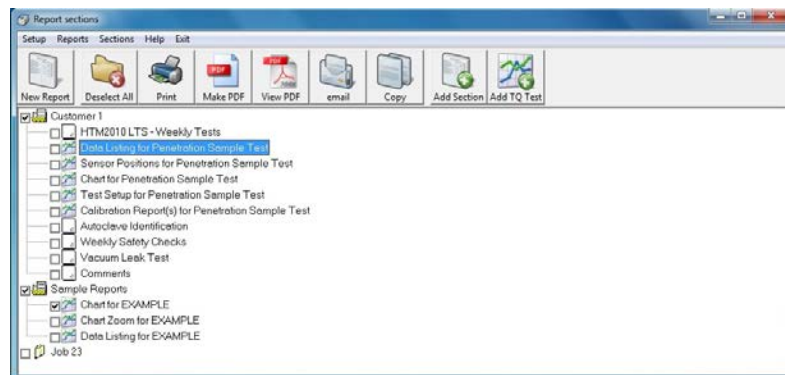 Report sections
Setup Reports Sections Help Exit
New Report Deselect All Print Make PDF View PDF email Copy Add Section Add TQ Test
Customer 1
HTM2010 LTS - Weekly Tests
Data Listing for Penetration Sample Test
Sensor Positions for Penetration Sample Test
Chart for Penetration Sample Test
Test Setup for Penetration Sample Test
Calibration Report(s) for Penetration Sample Test
Autoclave Identification
Weekly Safety Checks
Vacuum Leak Test
Comments
Sample Reports
Chart for EXAMPLE
Chart Zoom for EXAMPLE
Data Listing for EXAMPLE
Job 23